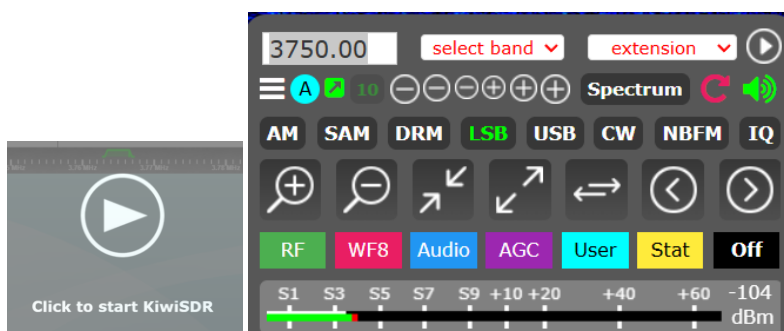 3750.00 select band extension
A 10 Spectrum
AM SAM DRM LSB USB CW NBFM IQ
RF WF8 Audio AGC User Stat Off
S1 S3 S5 S7 S9 +10 +20 +40 +60 -104
dBm
Click to start KiwiSDR